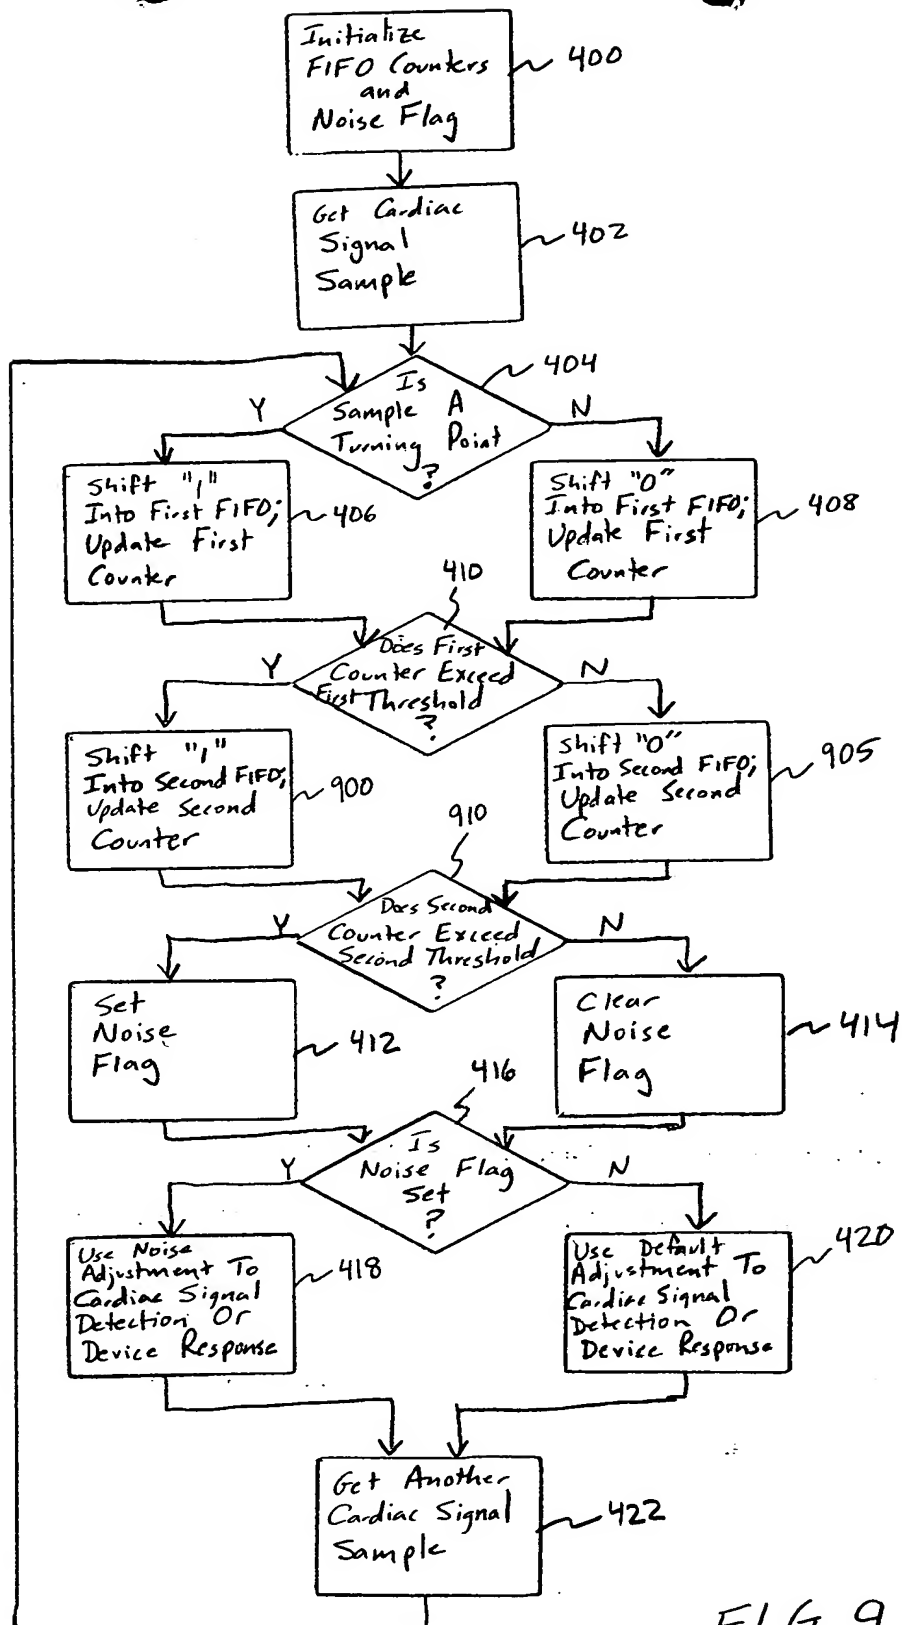 Initialize
FIFO Counters
and
Noise Flag
400
Get Cardiac
Signal
Sample
402
Is
Sample A
Turning Point
?
404
Y
N
Shift "1"
Into First FIFO;
Update First
Counter
406
Shift "0"
Into First FIFO;
Update First
Counter
408
410
Does First
Counter Exceed
First Threshold
?
Y
N
Shift "1"
Into Second FIFO;
Update Second
Counter
900
Shift "0"
Into Second FIFO;
Update Second
Counter
905
910
Does Second
Counter Exceed
Second Threshold
?
Y
N
Set
Noise
Flag
412
Clear
Noise
Flag
414
416
Is
Noise Flag
Set
?
Y
N
Use Noise
Adjustment To
Cardiac Signal
Detection Or
Device Response
418
Use Default
Adjustment To
Cardiac Signal
Detection Or
Device Response
420
Get Another
Cardiac Signal
Sample
422
FIG 9